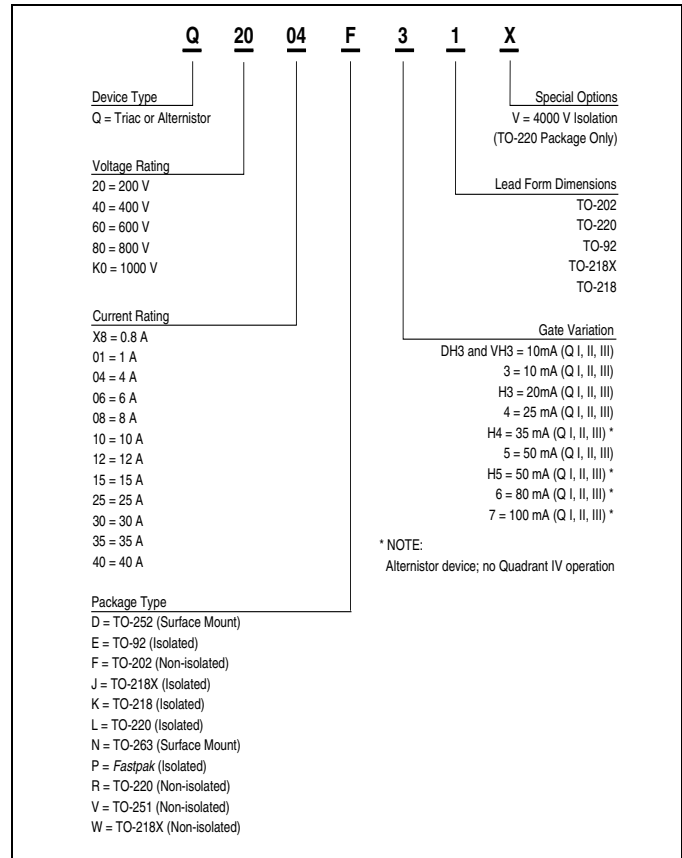 Q 20 04 F 3 1 X
Device Type
Q = Triac or Alternistor
Voltage Rating
20 = 200 V
40 = 400 V
60 = 600 V
80 = 800 V
K0 = 1000 V
Current Rating
X8 = 0.8 A
01 = 1 A
04 = 4 A
06 = 6 A
08 = 8 A
10 = 10 A
12 = 12 A
15 = 15 A
25 = 25 A
30 = 30 A
35 = 35 A
40 = 40 A
Package Type
D = TO-252 (Surface Mount)
E = TO-92 (Isolated)
F = TO-202 (Non-isolated)
J = TO-218X (Isolated)
K = TO-218 (Isolated)
L = TO-220 (Isolated)
N = TO-263 (Surface Mount)
P = Fastpak (Isolated)
R = TO-220 (Non-isolated)
V = TO-251 (Non-isolated)
W = TO-218X (Non-isolated)
Special Options
V = 4000 V Isolation
(TO-220 Package Only)
Lead Form Dimensions
TO-202
TO-220
TO-92
TO-218X
TO-218
Gate Variation
DH3 and VH3 = 10mA (Q I, II, III)
3 = 10 mA (Q I, II, III)
H3 = 20mA (Q I, II, III)
4 = 25 mA (Q I, II, III)
H4 = 35 mA (Q I, II, III) *
5 = 50 mA (Q I, II, III)
H5 = 50 mA (Q I, II, III) *
6 = 80 mA (Q I, II, III) *
7 = 100 mA (Q I, II, III) *
* NOTE:
Alternistor device; no Quadrant IV operation